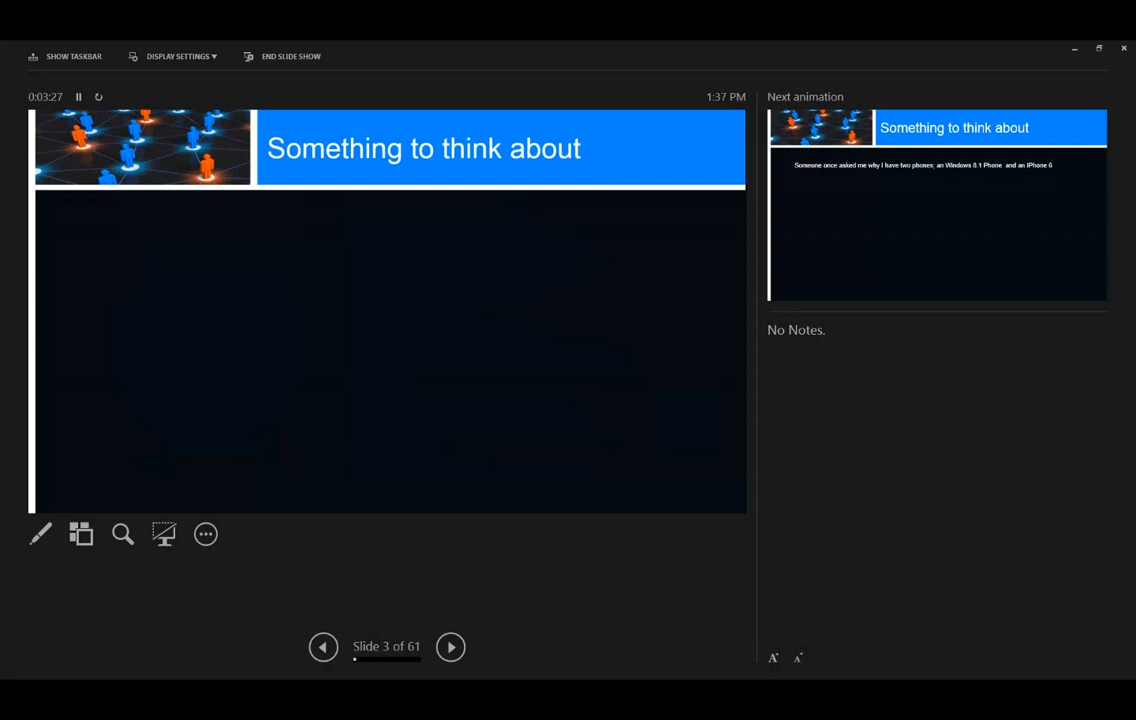 SHOW TASKBAR
DISPLAY SETTINGS ▼
END SLIDE SHOW
0:03:27
1:37 PM
Something to think about
Next animation
Something to think about
Someone once asked me why I have two phones; an Windows 8.1 Phone and an IPhone 6
No Notes.
Slide 3 of 61
A A